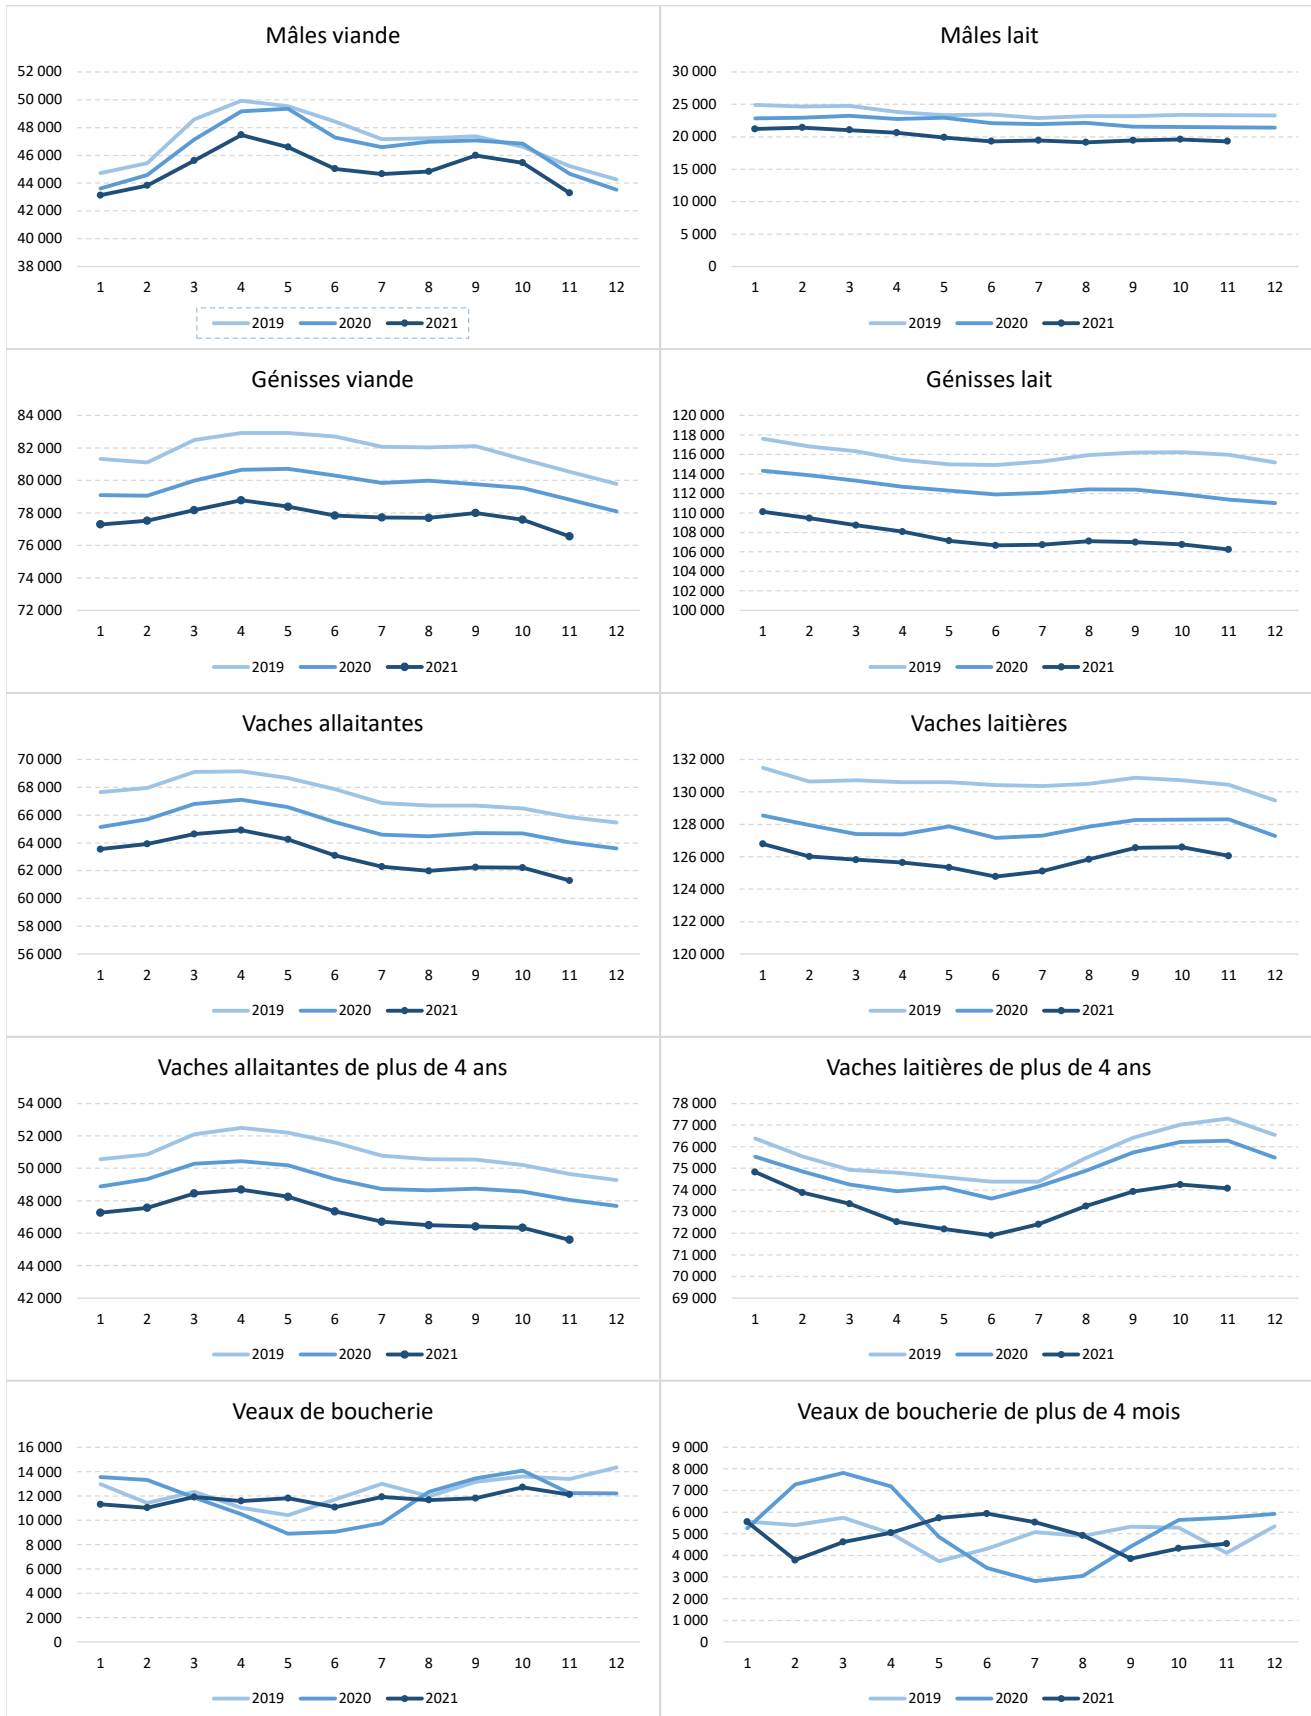 Mâles viande
52 000
50 000
48 000
46 000
44 000
42 000
40 000
38 000
1 2 3 4 5 6 7 8 9 10 11 12
2019 2020 2021
Mâles lait
30 000
25 000
20 000
15 000
10 000
5 000
0
1 2 3 4 5 6 7 8 9 10 11 12
2019 2020 2021
Génisses viande
84 000
82 000
80 000
78 000
76 000
74 000
72 000
1 2 3 4 5 6 7 8 9 10 11 12
2019 2020 2021
Génisses lait
120 000
118 000
116 000
114 000
112 000
110 000
108 000
106 000
104 000
102 000
100 000
1 2 3 4 5 6 7 8 9 10 11 12
2019 2020 2021
Vaches allaitantes
70 000
68 000
66 000
64 000
62 000
60 000
58 000
56 000
1 2 3 4 5 6 7 8 9 10 11 12
2019 2020 2021
Vaches laitières
132 000
130 000
128 000
126 000
124 000
122 000
120 000
1 2 3 4 5 6 7 8 9 10 11 12
2019 2020 2021
Vaches allaitantes de plus de 4 ans
54 000
52 000
50 000
48 000
46 000
44 000
42 000
1 2 3 4 5 6 7 8 9 10 11 12
2019 2020 2021
Vaches laitières de plus de 4 ans
78 000
77 000
76 000
75 000
74 000
73 000
72 000
71 000
70 000
69 000
1 2 3 4 5 6 7 8 9 10 11 12
2019 2020 2021
Veaux de boucherie
16 000
14 000
12 000
10 000
8 000
6 000
4 000
2 000
0
1 2 3 4 5 6 7 8 9 10 11 12
2019 2020 2021
Veaux de boucherie de plus de 4 mois
9 000
8 000
7 000
6 000
5 000
4 000
3 000
2 000
1 000
0
1 2 3 4 5 6 7 8 9 10 11 12
2019 2020 2021